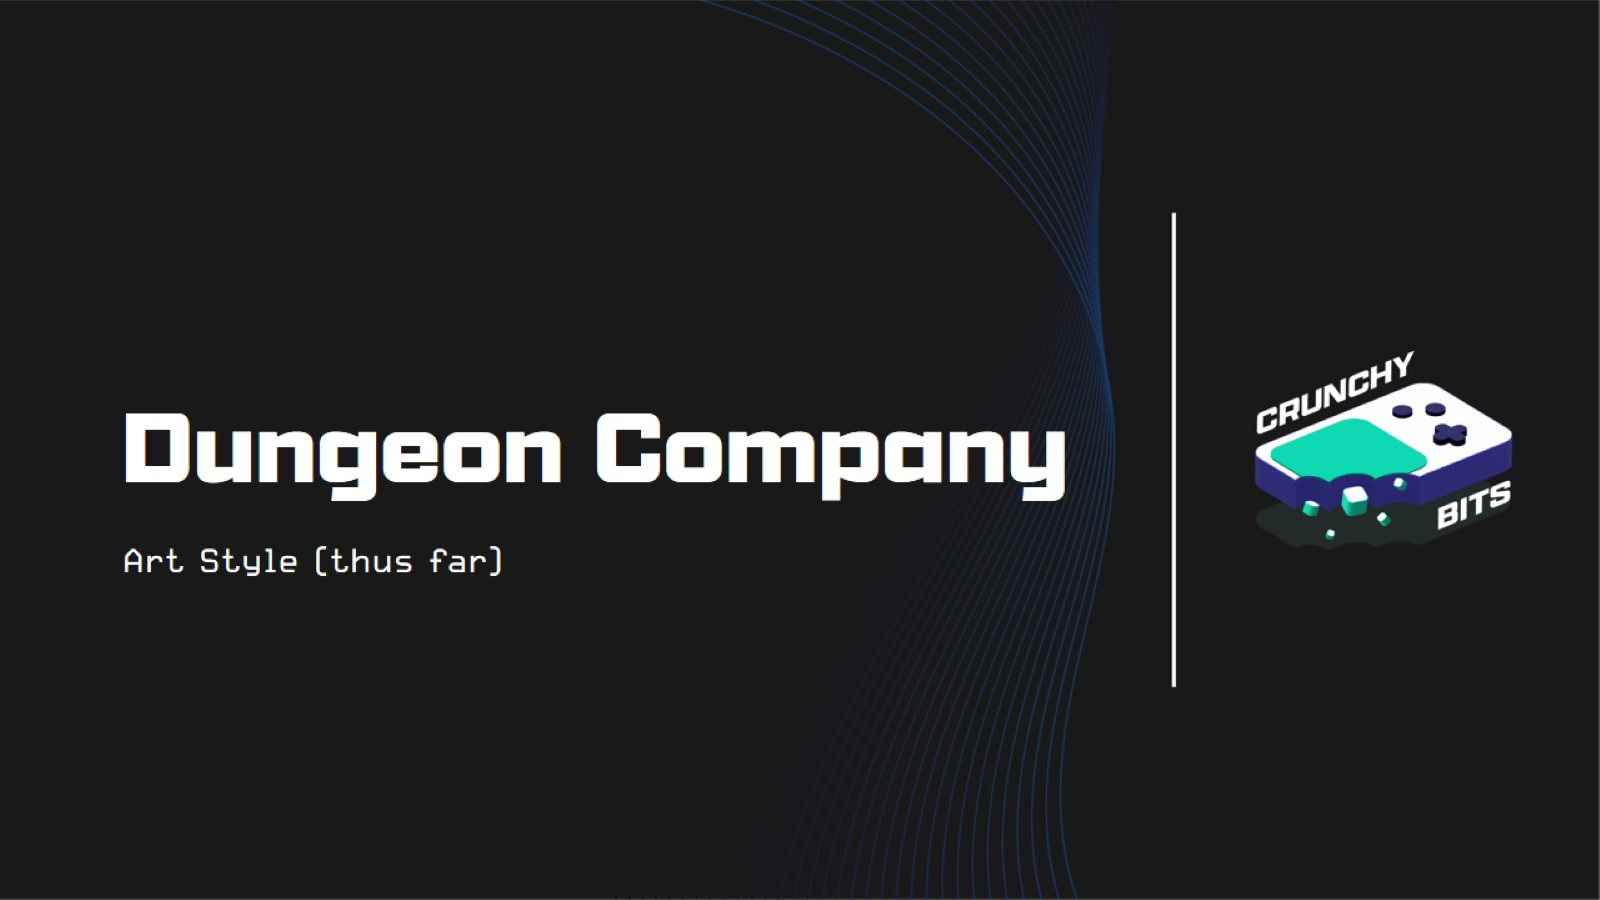 Dungeon Company
Art Style (thus far)
CRUNCHY
BITS